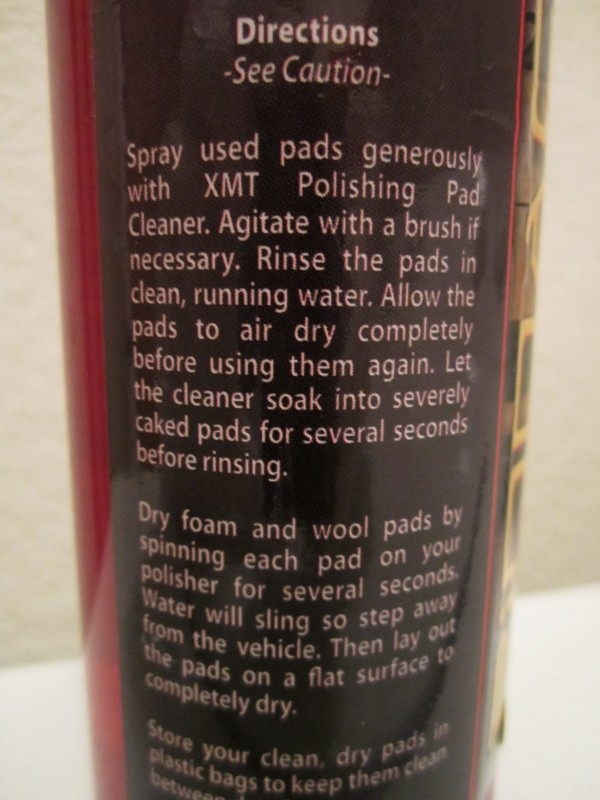 Directions
-See Caution-
Spray used pads generously
with XMT Polishing Pad
Cleaner. Agitate with a brush if
necessary. Rinse the pads in
clean, running water. Allow the
pads to air dry completely
before using them again. Let
the cleaner soak into severely
caked pads for several seconds
before rinsing.
Dry foam and wool pads by
spinning each pad on your
polisher for several seconds.
Water will sling so step away
from the vehicle. Then lay out
the pads on a flat surface to
completely dry.
Store your clean, dry pads in
plastic bags to keep them clean
between